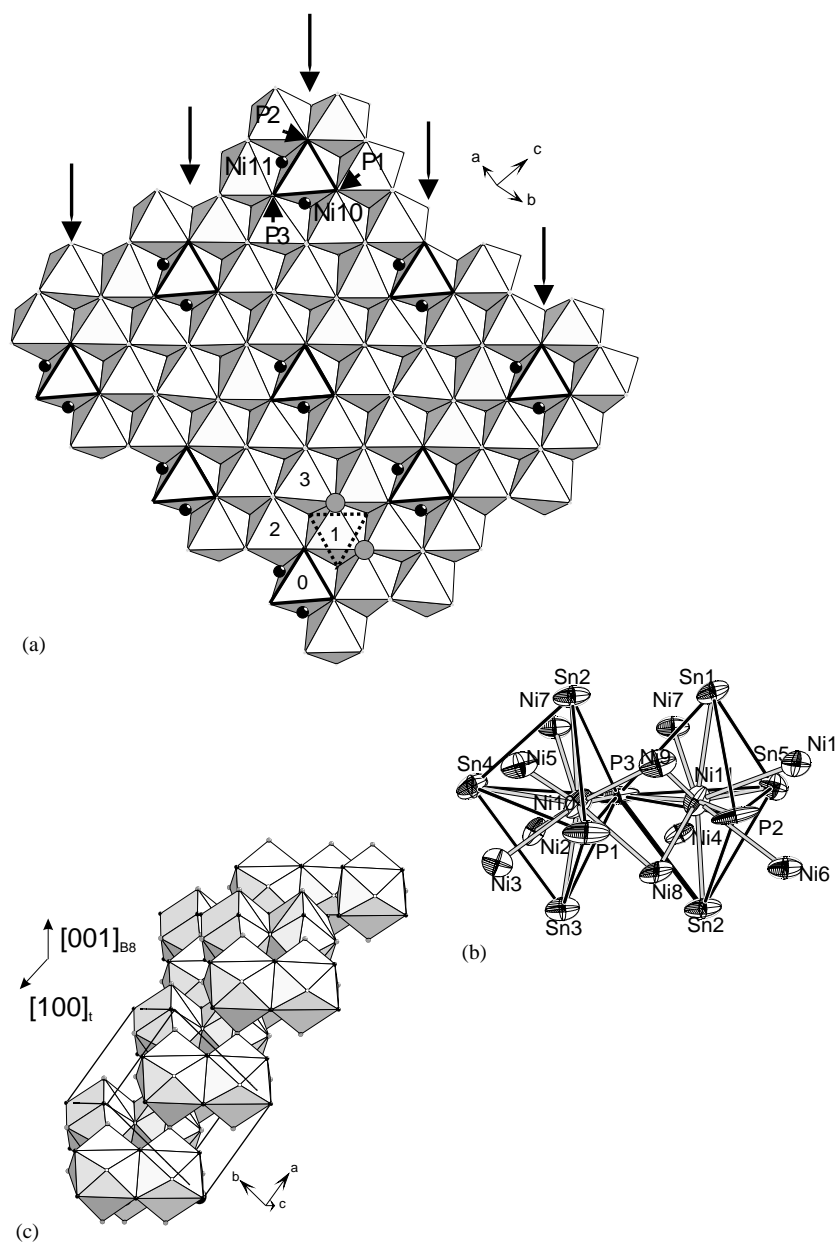 P2
a
c
b
Ni11
P1
Ni10
P3
3
2
1
0
(a)
Sn2
Sn1
Ni7
Ni7
Ni1
Sn4
Ni5
P3
Ni9
Sn5
Ni11
Ni10
Ni2
P1
Ni4
P2
Ni3
Ni8
Ni6
Sn3
Sn2
(b)
[001]B8
[100]t
b
a
c
(c)